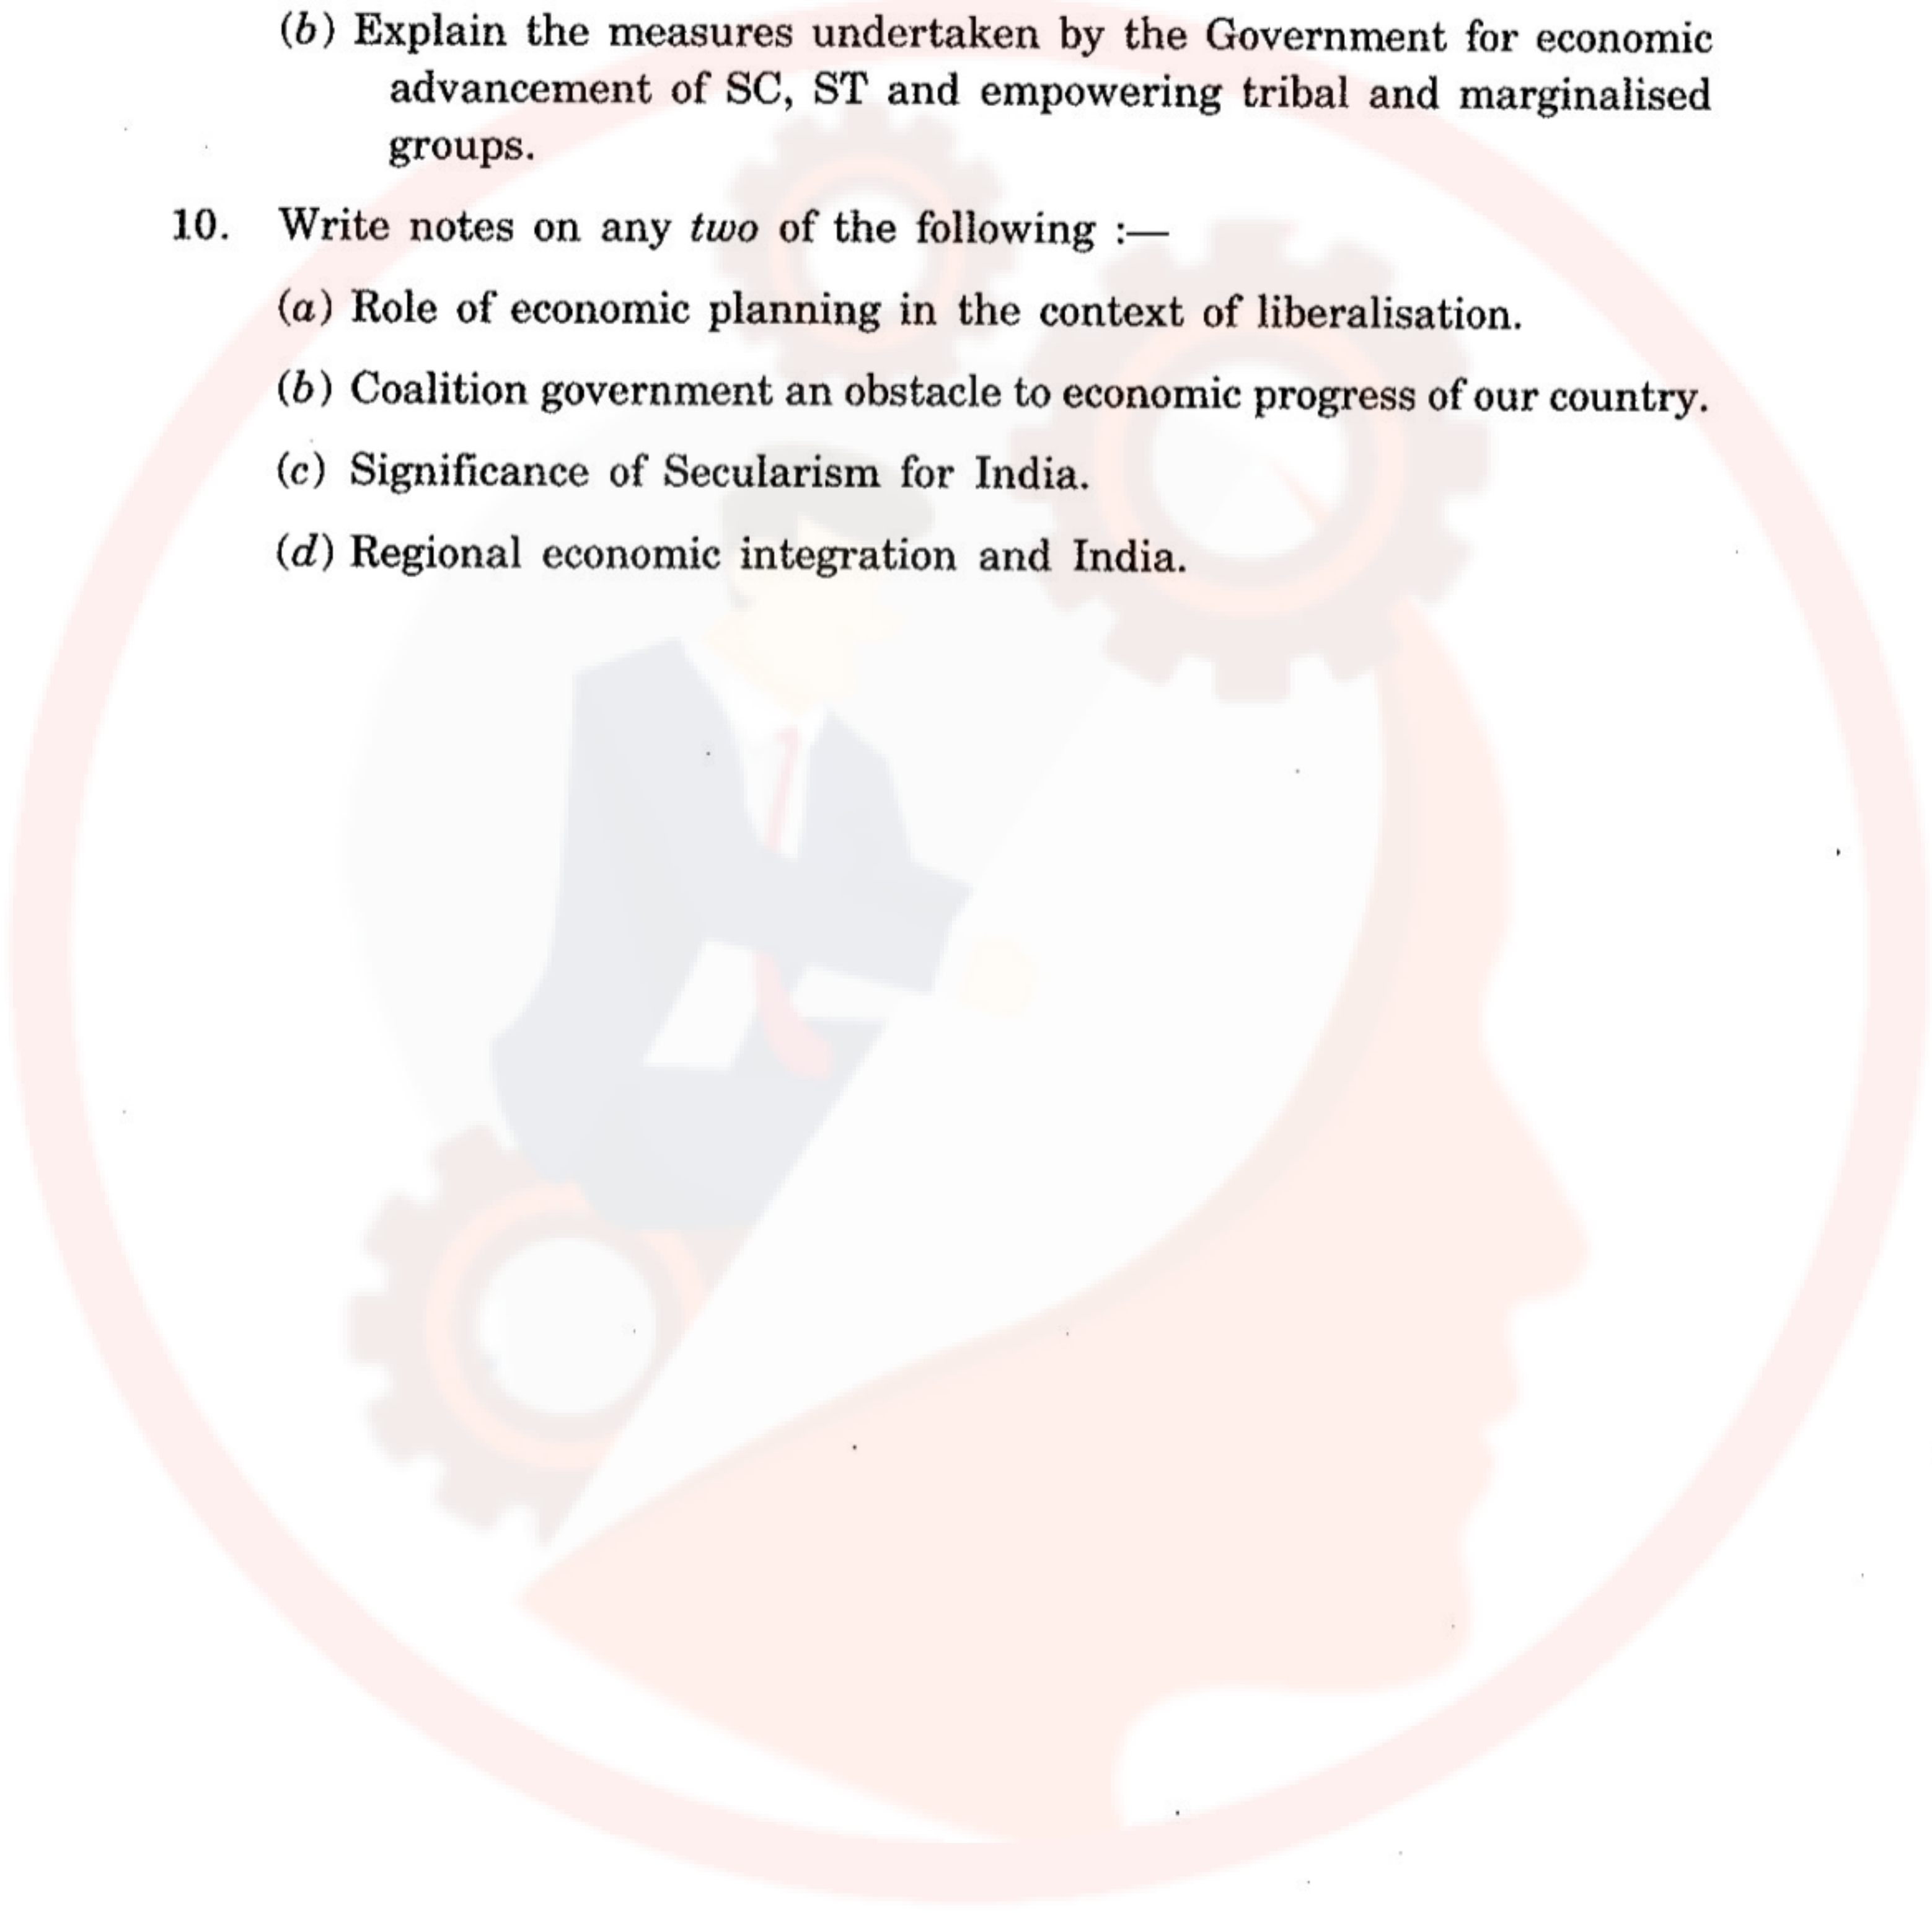 (b) Explain the measures undertaken by the Government for economic
advancement of SC, ST and empowering tribal and marginalised
groups.
10. Write notes on any two of the following :—
(a) Role of economic planning in the context of liberalisation.
(b) Coalition government an obstacle to economic progress of our country.
(c) Significance of Secularism for India.
(d) Regional economic integration and India.